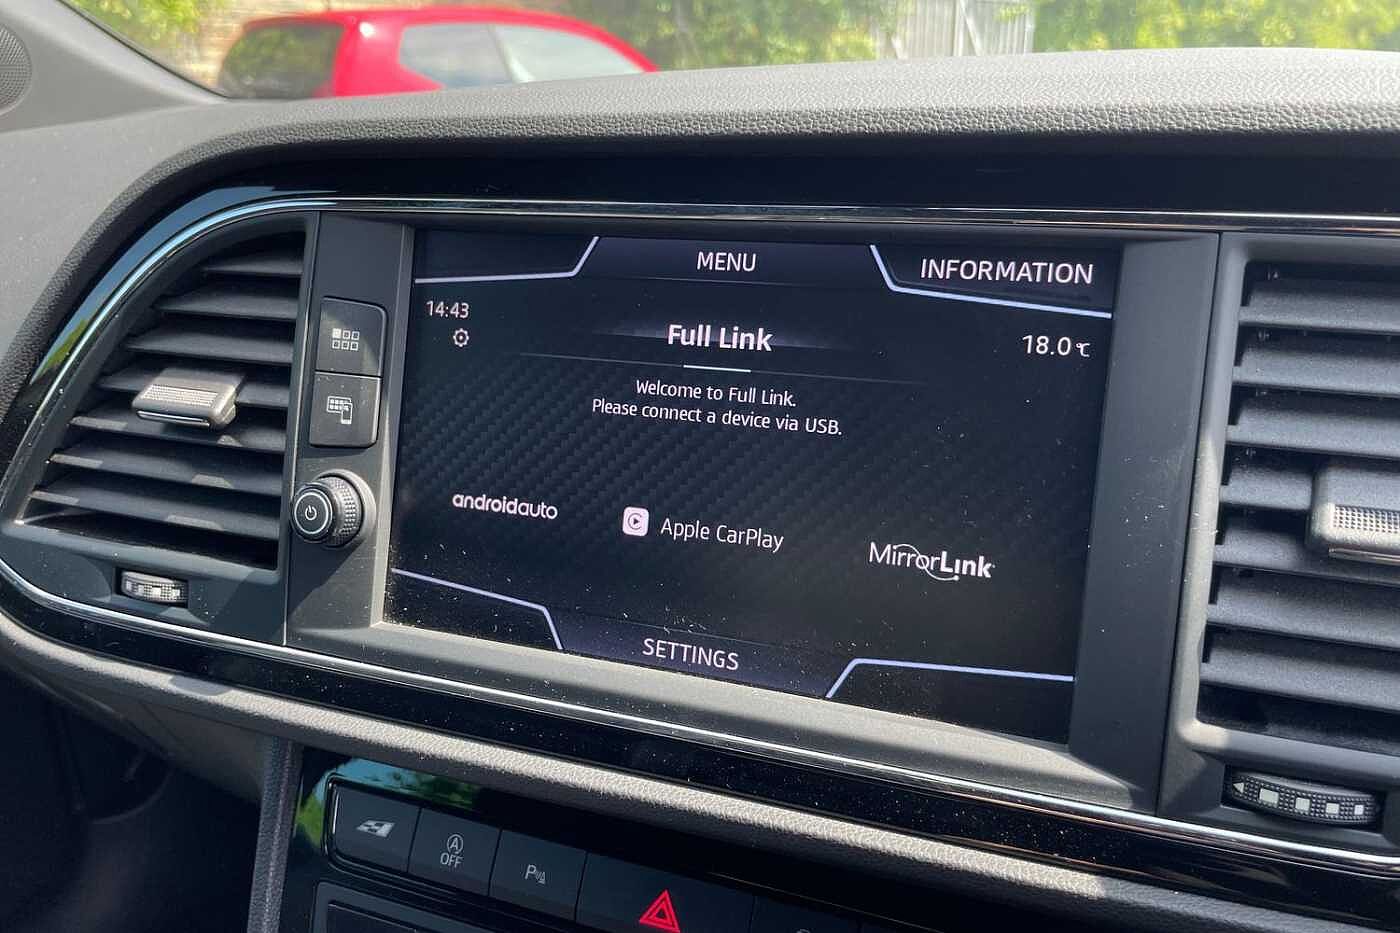 MENU
INFORMATION
14:43
Full Link
18.0 °C
Welcome to Full Link.
Please connect a device via USB.
androidauto
Apple CarPlay
MirrorLink
SETTINGS
A
OFF
P